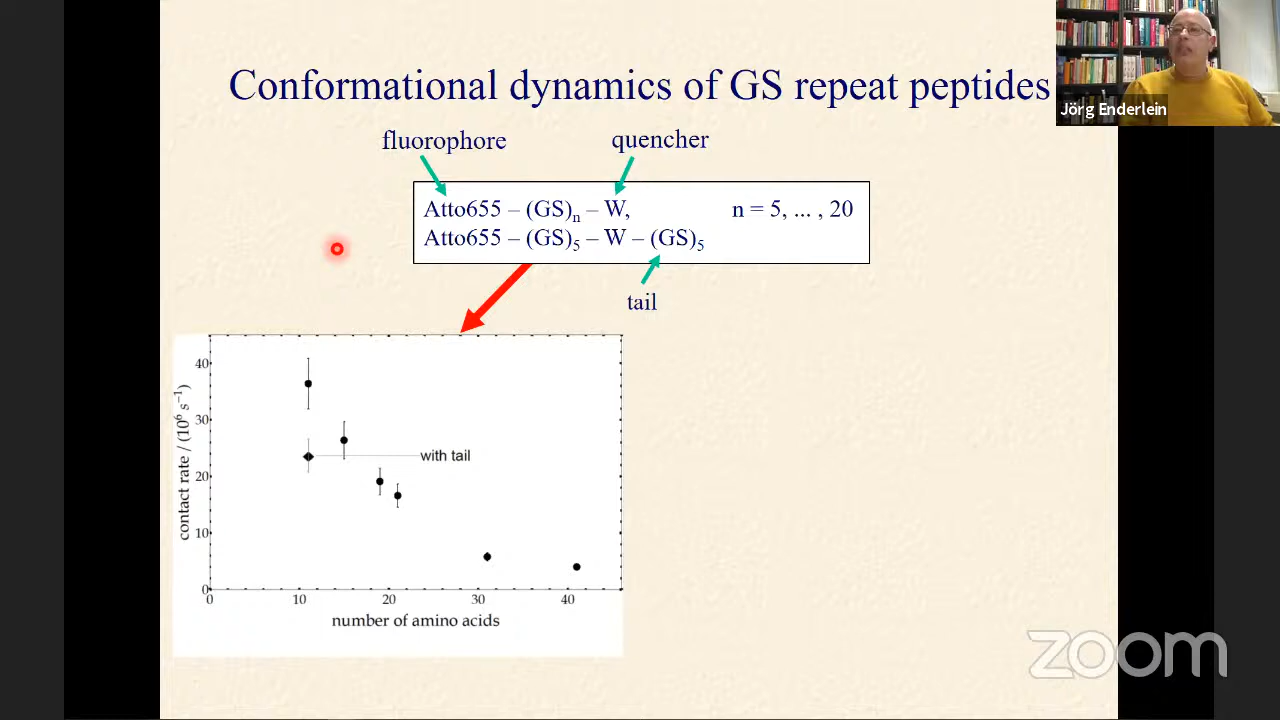 Conformational dynamics of GS repeat peptides
Jörg Enderlein
fluorophore quencher
Atto655 – (GS)n – W, n = 5, ... , 20
Atto655 – (GS)5 – W – (GS)5
tail
40
30
20
10
0
contact rate / (10⁶ s⁻¹)
with tail
0 10 20 30 40
number of amino acids
zoom